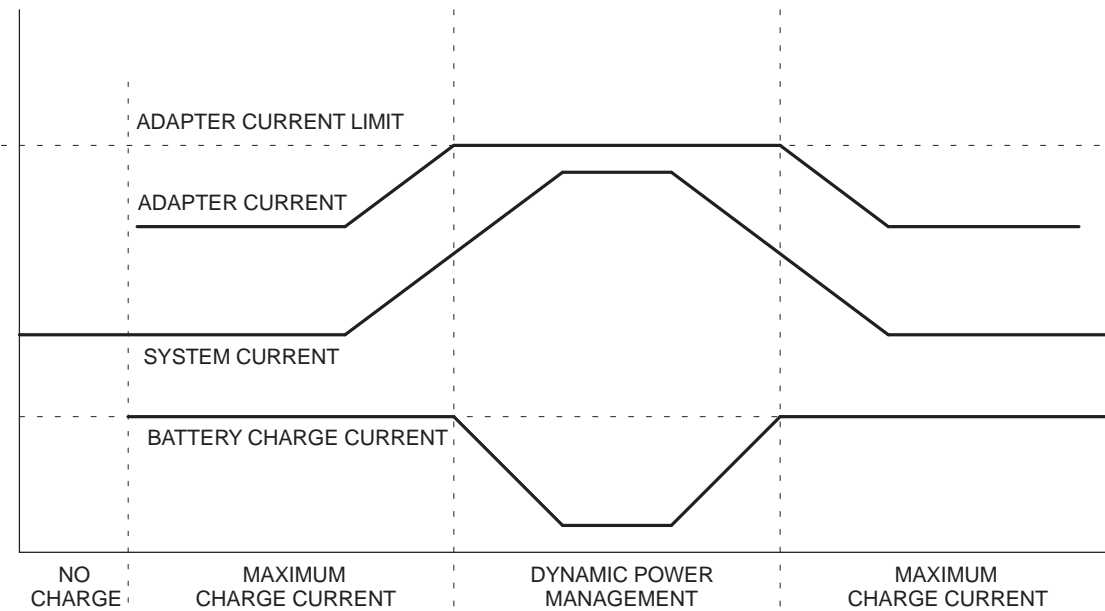 ADAPTER CURRENT LIMIT
ADAPTER CURRENT
SYSTEM CURRENT
BATTERY CHARGE CURRENT
NO
CHARGE
MAXIMUM
CHARGE CURRENT
DYNAMIC POWER
MANAGEMENT
MAXIMUM
CHARGE CURRENT